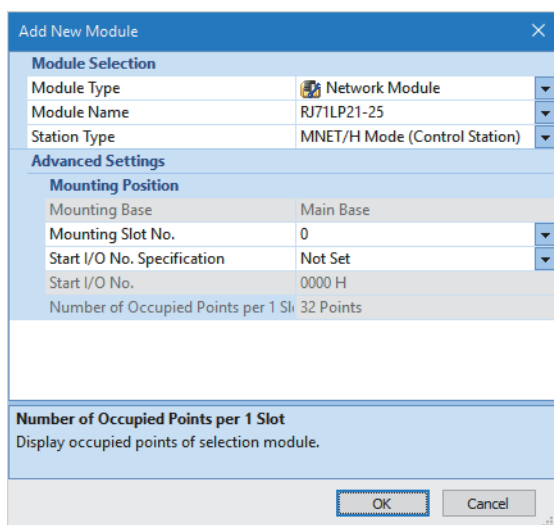 Add New Module
Module Selection
Module Type Network Module
Module Name RJ71LP21-25
Station Type MNET/H Mode (Control Station)
Advanced Settings
Mounting Position
Mounting Base Main Base
Mounting Slot No. 0
Start I/O No. Specification Not Set
Start I/O No. 0000 H
Number of Occupied Points per 1 Sl 32 Points
Number of Occupied Points per 1 Slot
Display occupied points of selection module.
OK Cancel